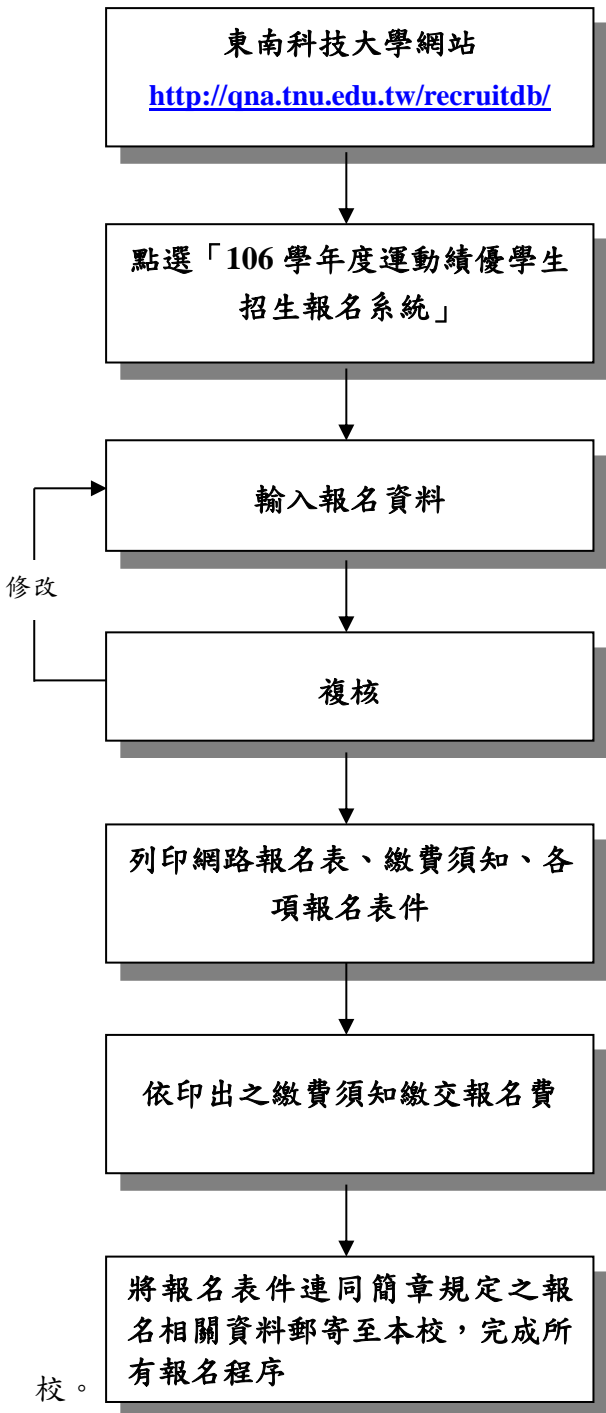 東南科技大學網站
http://qna.tnu.edu.tw/recruitdb/
點選「106 學年度運動績優學生
招生報名系統」
輸入報名資料
修改
複核
列印網路報名表、繳費須知、各
項報名表件
依印出之繳費須知繳交報名費
將報名表件連同簡章規定之報
名相關資料郵寄至本校，完成所
有報名程序
校。